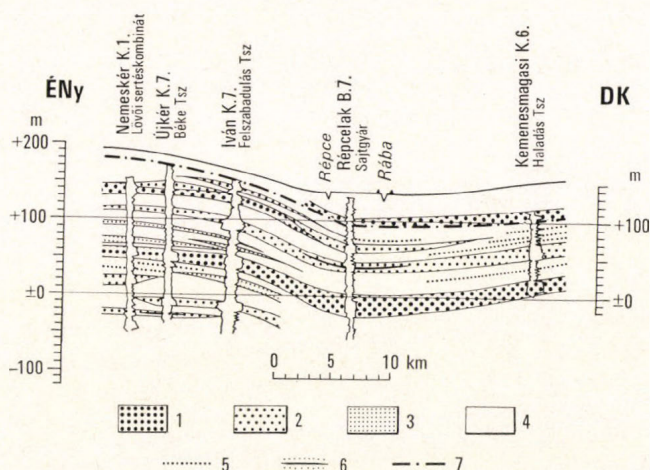 ÉNy
DK
Nemeskér K.1.
Lövői sertéskombinát
Újkér K.7.
Béke Tsz
Iván K.7.
Felszabadulás Tsz
Répce
Répcelak B.7.
Sajtgyár
Rába
Kemenesmagasi K.6.
Haladás Tsz
m
+200
+100
±0
-100
m
+100
±0
0 5 10 km
1 2 3 4
5 6 7